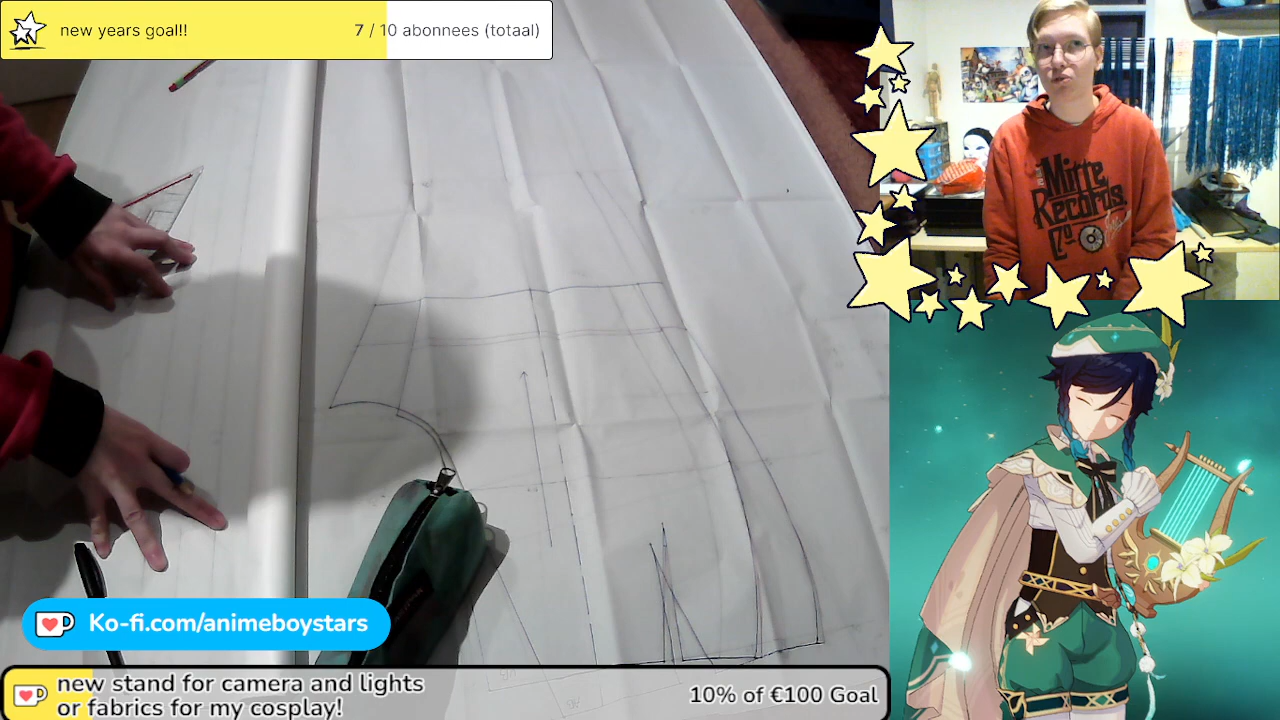 new years goal!!
7 / 10 abonnees (totaal)
Mitte
Records
Co
Ko-fi.com/animeboystars
new stand for camera and lights
or fabrics for my cosplay!
10% of €100 Goal